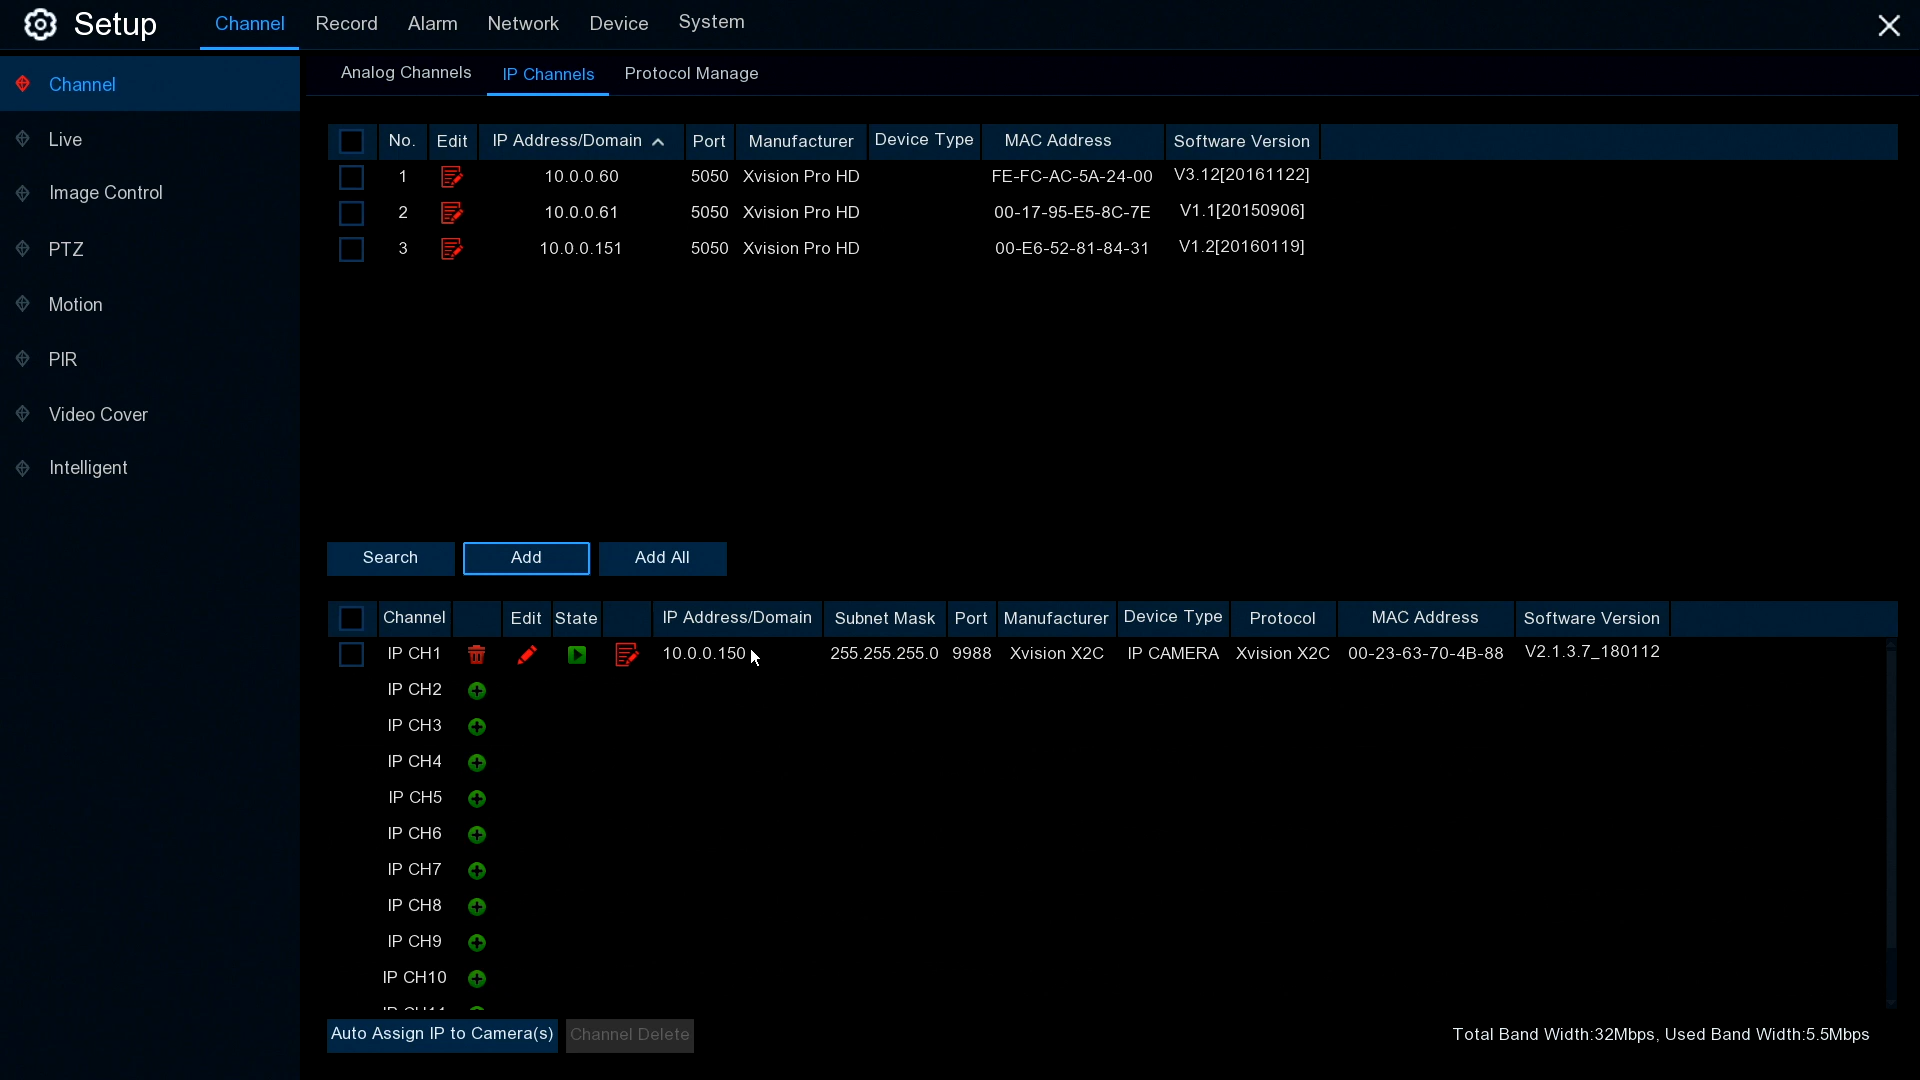 Setup Channel Record Alarm Network Device System
Channel
Live
Image Control
PTZ
Motion
PIR
Video Cover
Intelligent
Analog Channels IP Channels Protocol Manage
No. Edit IP Address/Domain Port Manufacturer Device Type MAC Address Software Version
1 10.0.0.60 5050 Xvision Pro HD FE-FC-AC-5A-24-00 V3.12[20161122]
2 10.0.0.61 5050 Xvision Pro HD 00-17-95-E5-8C-7E V1.1[20150906]
3 10.0.0.151 5050 Xvision Pro HD 00-E6-52-81-84-31 V1.2[20160119]
Search Add Add All
Channel Edit State IP Address/Domain Subnet Mask Port Manufacturer Device Type Protocol MAC Address Software Version
IP CH1 10.0.0.150 255.255.255.0 9988 Xvision X2C IP CAMERA Xvision X2C 00-23-63-70-4B-88 V2.1.3.7_180112
IP CH2
IP CH3
IP CH4
IP CH5
IP CH6
IP CH7
IP CH8
IP CH9
IP CH10
Auto Assign IP to Camera(s) Channel Delete Total Band Width:32Mbps, Used Band Width:5.5Mbps